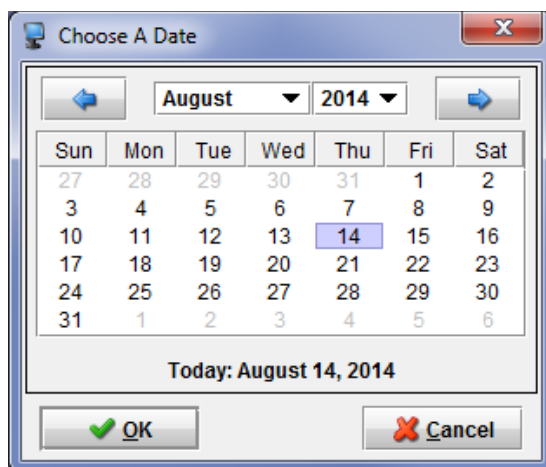 Choose A Date
August 2014
Sun Mon Tue Wed Thu Fri Sat
27 28 29 30 31 1 2
3 4 5 6 7 8 9
10 11 12 13 14 15 16
17 18 19 20 21 22 23
24 25 26 27 28 29 30
31 1 2 3 4 5 6
Today: August 14, 2014
OK Cancel